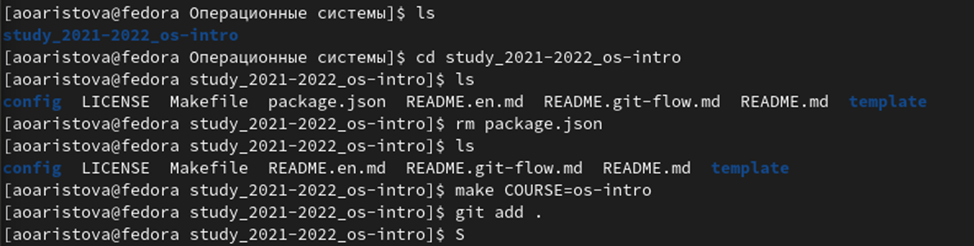 [aoaristova@fedora Операционные системы]$ ls
study_2021-2022_os-intro
[aoaristova@fedora Операционные системы]$ cd study_2021-2022_os-intro
[aoaristova@fedora study_2021-2022_os-intro]$ ls
config LICENSE Makefile package.json README.en.md README.git-flow.md README.md template
[aoaristova@fedora study_2021-2022_os-intro]$ rm package.json
[aoaristova@fedora study_2021-2022_os-intro]$ ls
config LICENSE Makefile README.en.md README.git-flow.md README.md template
[aoaristova@fedora study_2021-2022_os-intro]$ make COURSE=os-intro
[aoaristova@fedora study_2021-2022_os-intro]$ git add .
[aoaristova@fedora study_2021-2022_os-intro]$ S